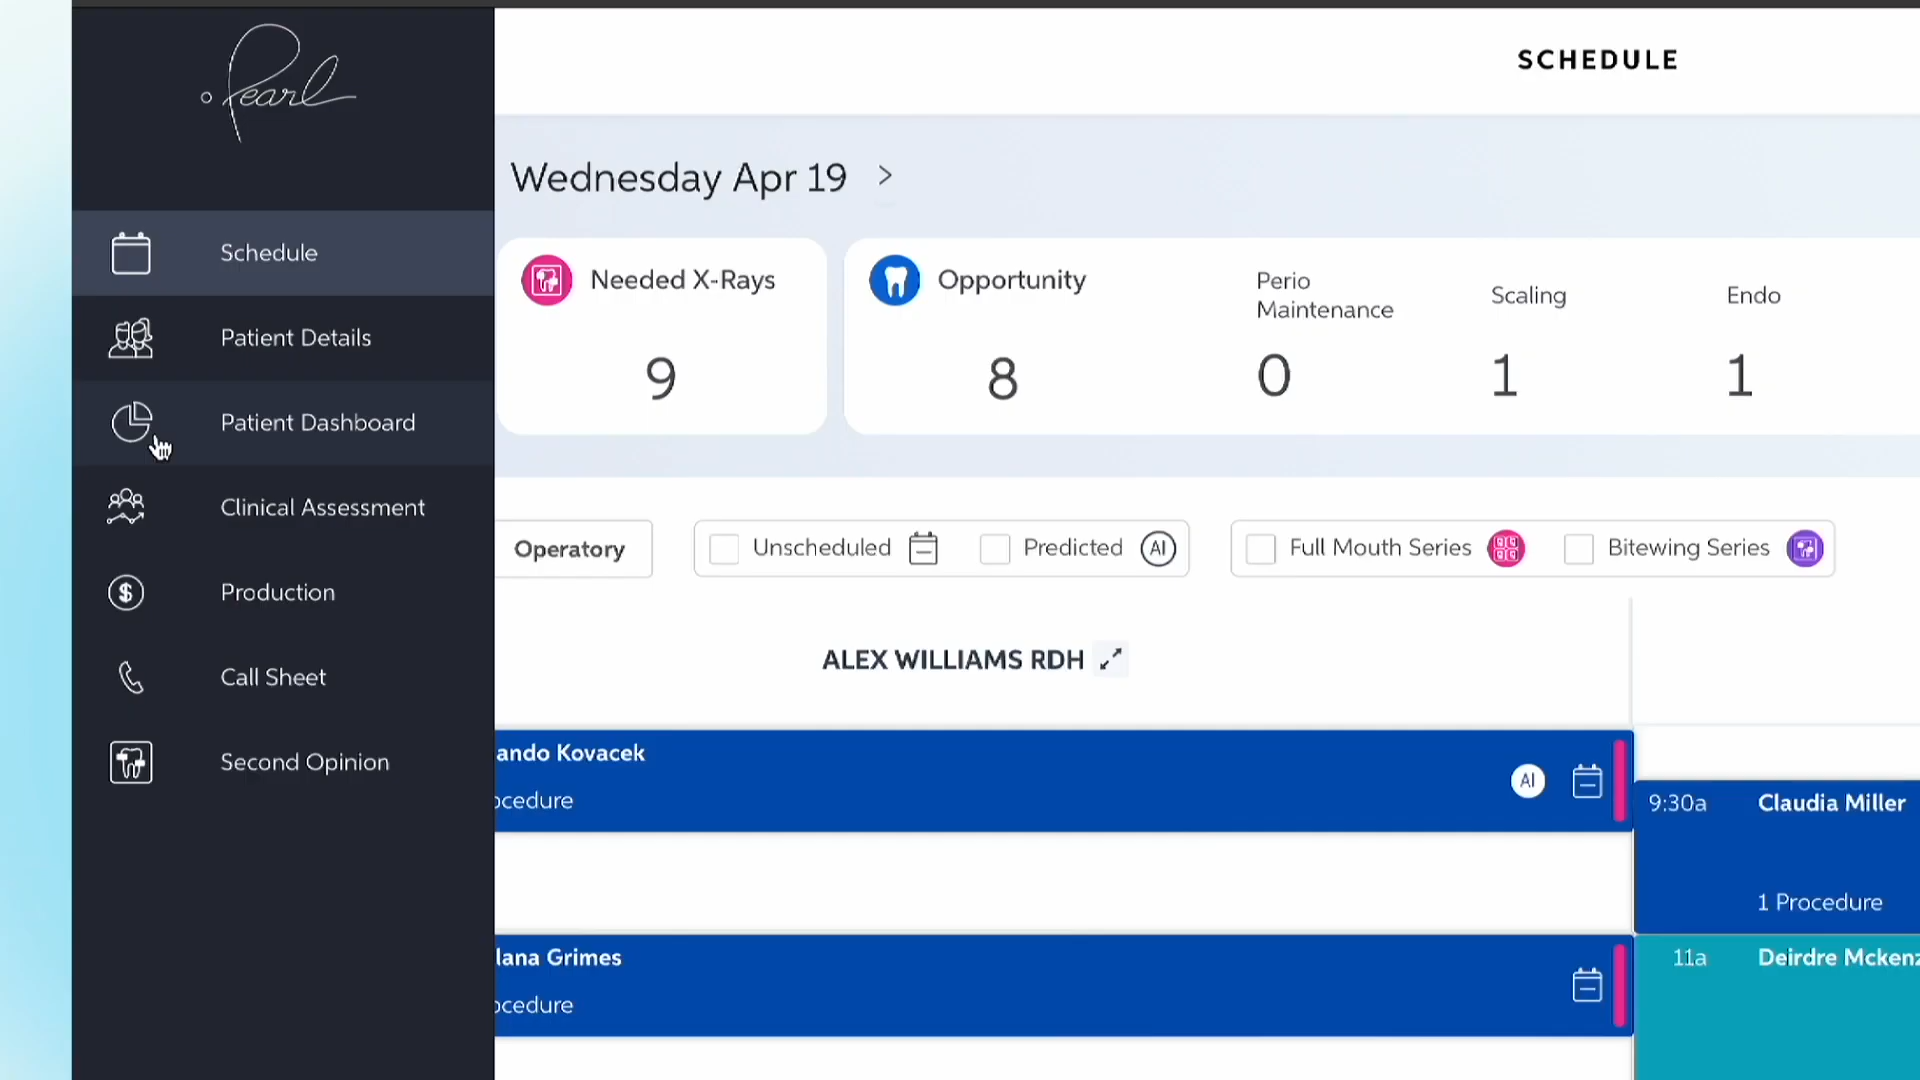 Pearl
SCHEDULE
Wednesday Apr 19 >
Schedule
Patient Details
Patient Dashboard
Clinical Assessment
Production
Call Sheet
Second Opinion
Needed X-Rays
9
Opportunity
8
Perio
Maintenance
0
Scaling
1
Endo
1
Operatory
Unscheduled
Predicted
AI
Full Mouth Series
Bitewing Series
ALEX WILLIAMS RDH
ando Kovacek
ocedure
AI
9:30a Claudia Miller
1 Procedure
lana Grimes
ocedure
11a Deirdre Mckenz